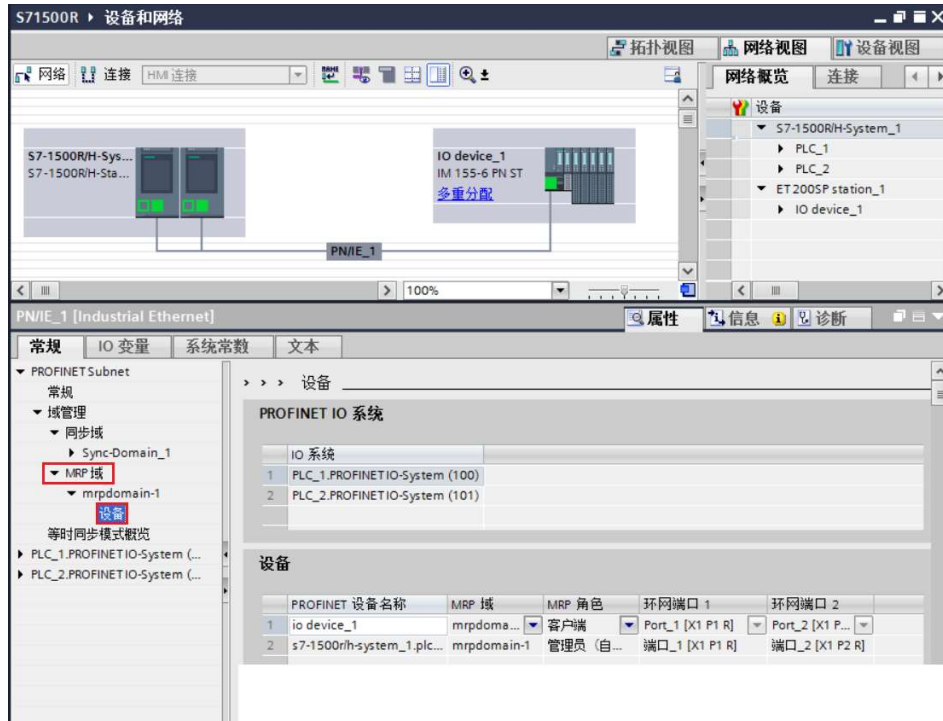 S71500R ▸ 设备和网络
拓扑视图 网络视图 设备视图
网络 连接 HMI 连接
网络概览 连接
设备
S7-1500R/H-System_1
PLC_1
PLC_2
ET 200SP station_1
IO device_1
S7-1500R/H-Sys...
S7-1500R/H-Sta...
IO device_1
IM 155-6 PN ST
多重分配
PN/IE_1
100%
PN/IE_1 [Industrial Ethernet]
属性 信息 诊断
常规 IO 变量 系统常数 文本
PROFINET Subnet
常规
域管理
同步域
Sync-Domain_1
MRP 域
mrpdomain-1
设备
等时同步模式概览
PLC_1.PROFINET IO-System (...
PLC_2.PROFINET IO-System (...
› › › 设备
PROFINET IO 系统
IO 系统
1 PLC_1.PROFINET IO-System (100)
2 PLC_2.PROFINET IO-System (101)
设备
PROFINET 设备名称 MRP 域 MRP 角色 环网端口 1 环网端口 2
1 io device_1 mrpdoma... 客户端 Port_1 [X1 P1 R] Port_2 [X1 P...
2 s7-1500r/h-system_1.plc... mrpdomain-1 管理员（自... 端口_1 [X1 P1 R] 端口_2 [X1 P2 R]